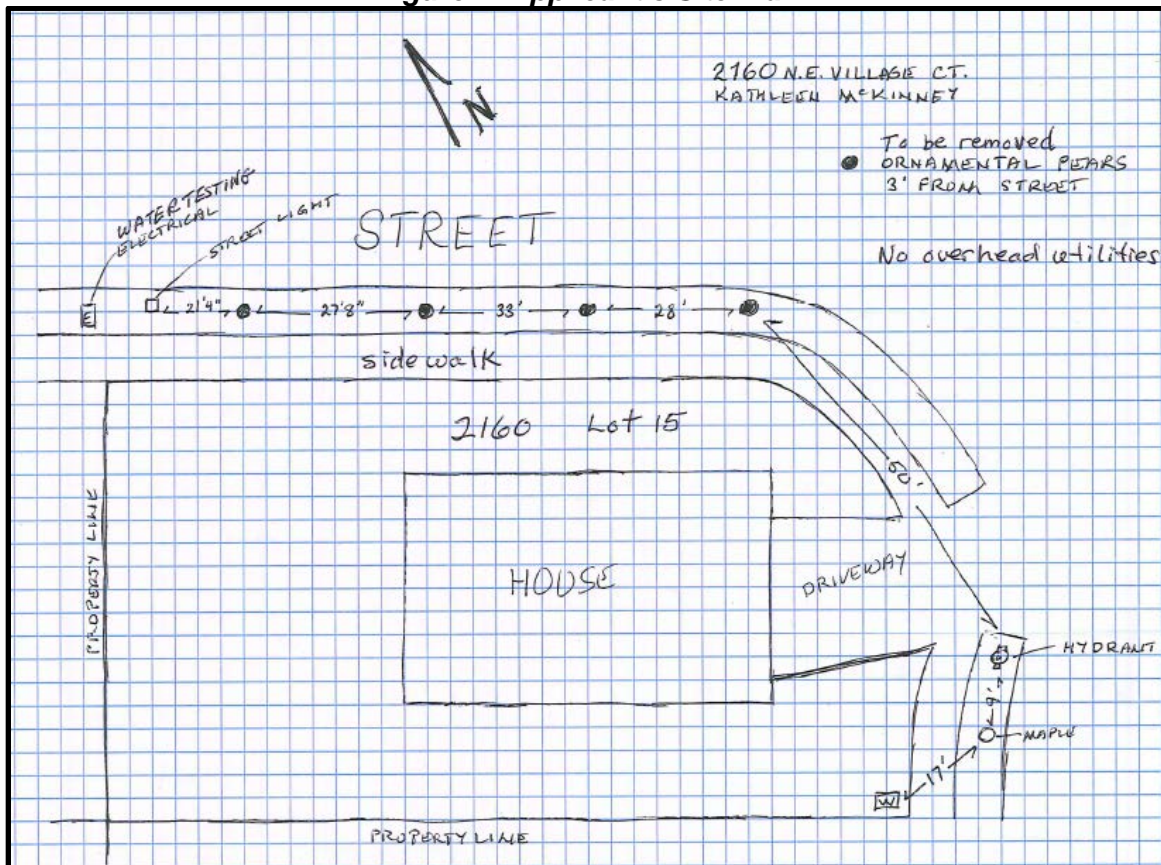 N
2160 N.E. VILLAGE CT.
KATHLEEN McKINNEY
To be removed
ORNAMENTAL PEARS
3' FROM STREET
No overhead utilities
WATER TESTING
ELECTRICAL
STREET LIGHT
STREET
E
21'4"
27'8"
33'
28'
sidewalk
2160 Lot 15
50'
PROPERTY LINE
HOUSE
DRIVEWAY
HYDRANT
9'
MAPLE
17'
W
PROPERTY LINE